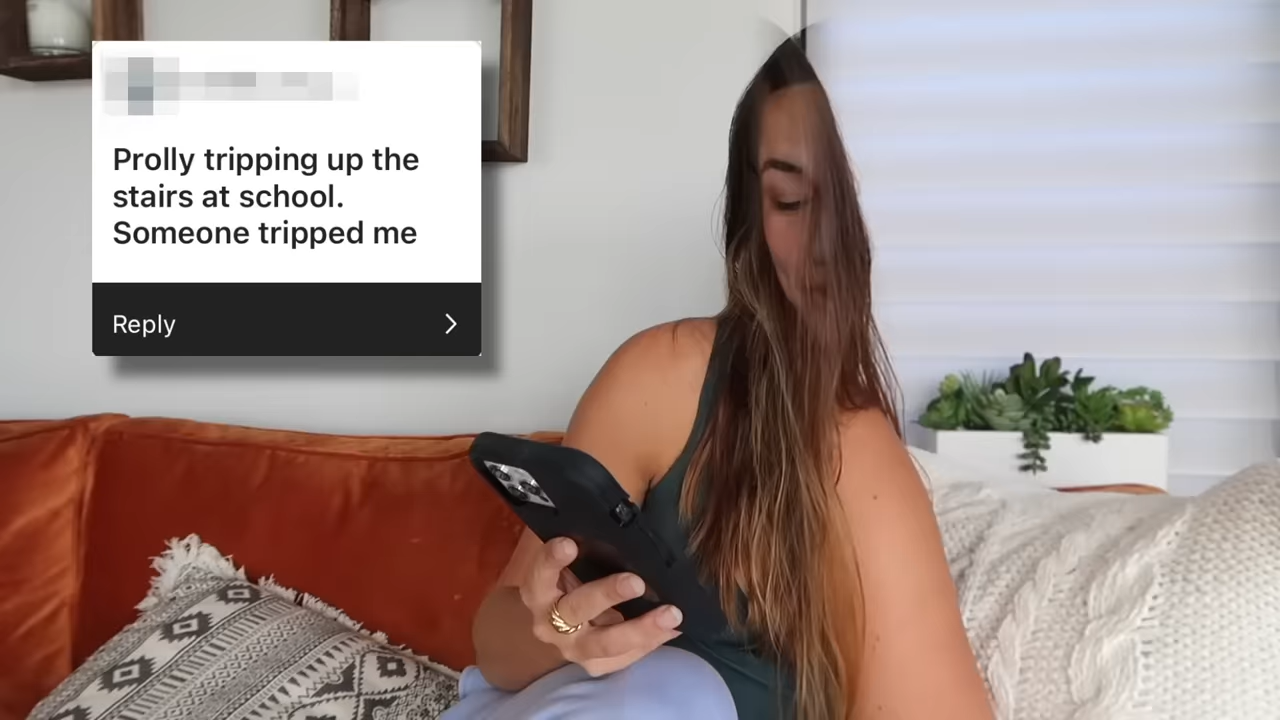 Prolly tripping up the
stairs at school.
Someone tripped me
Reply